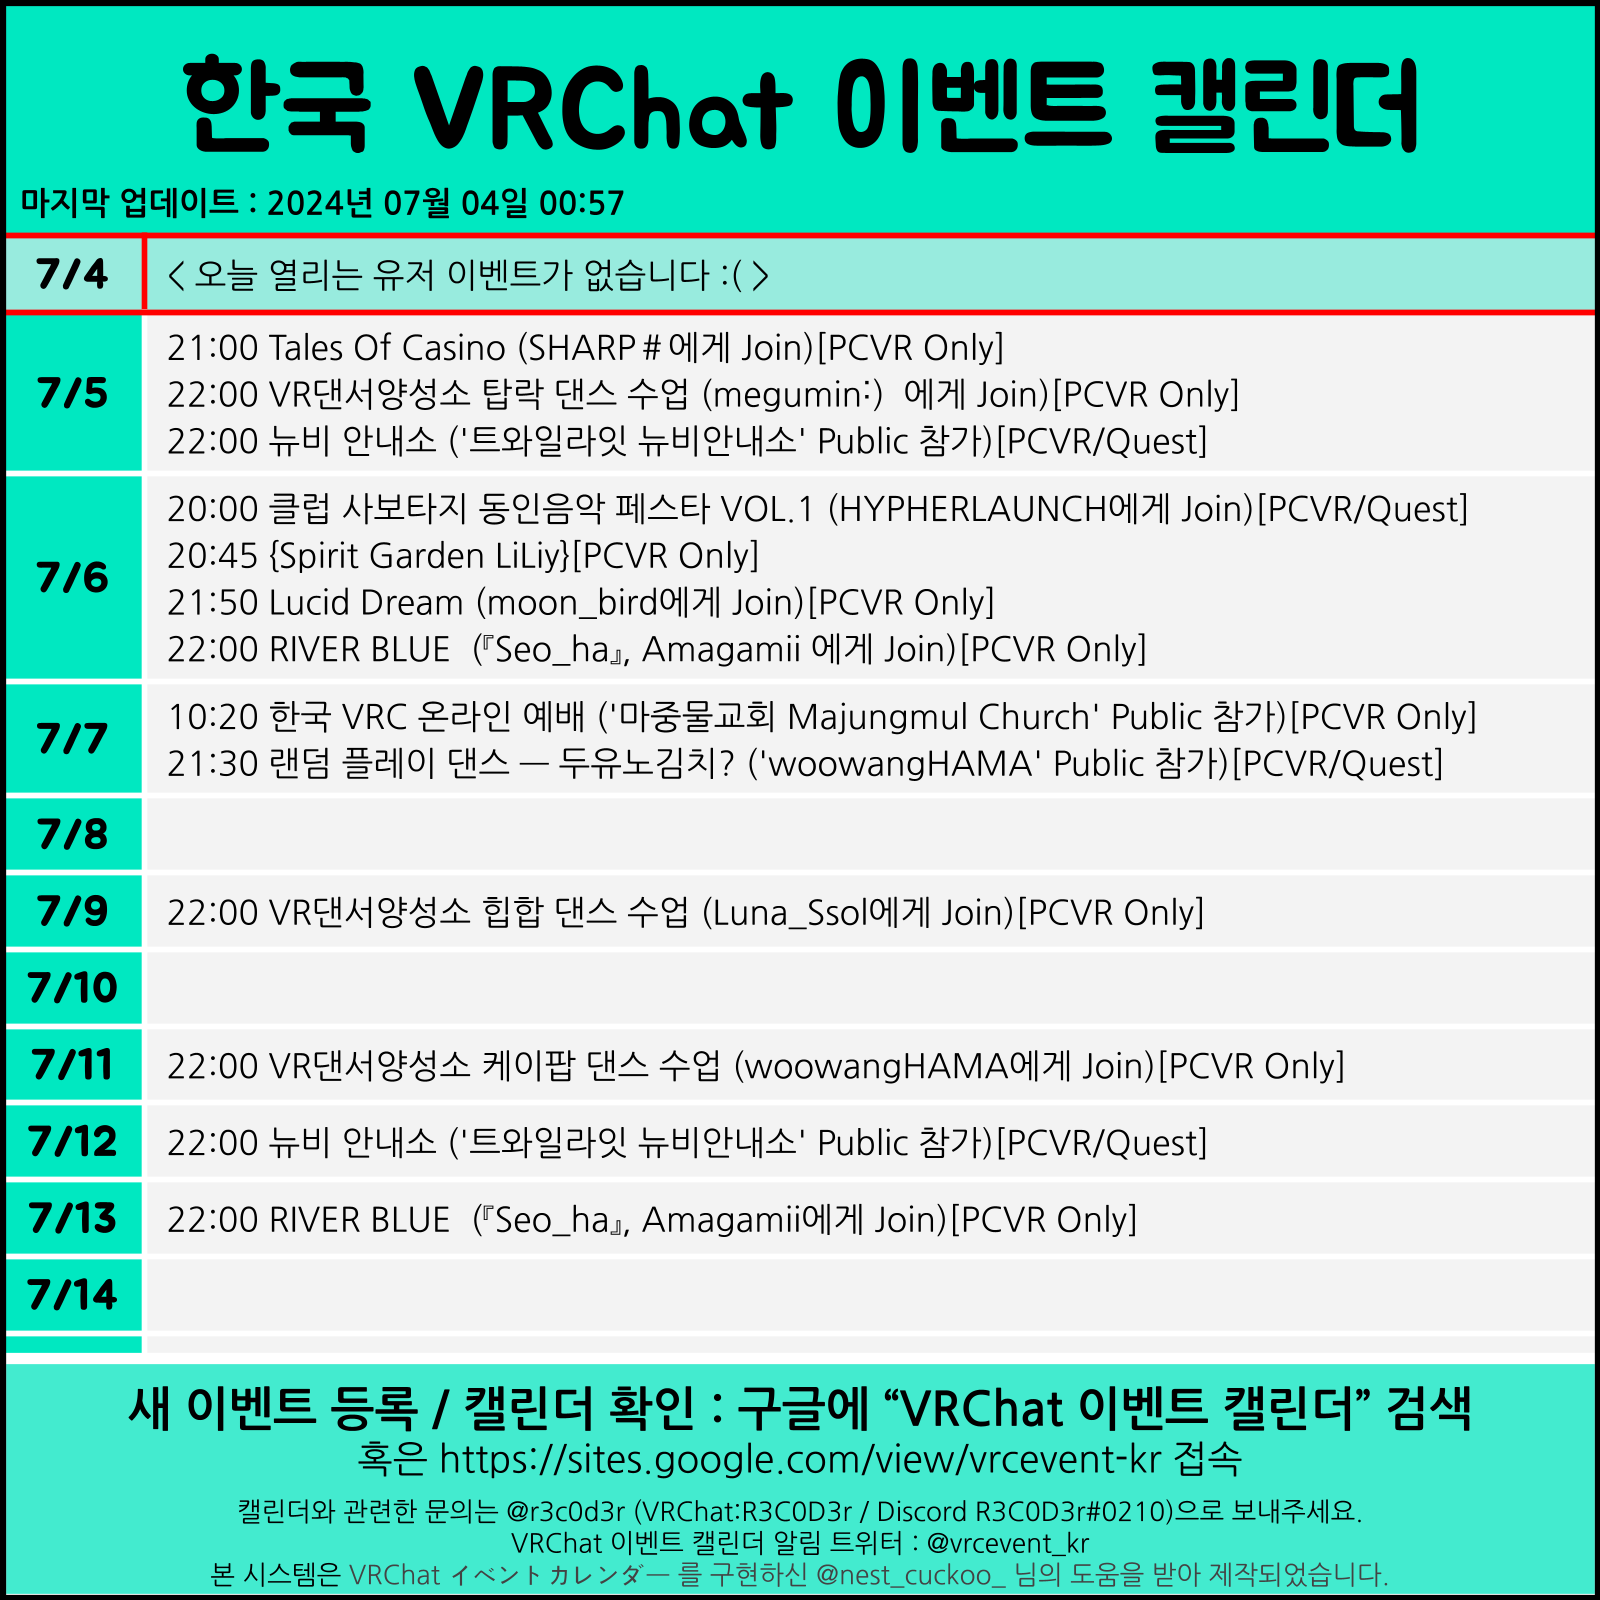 한국 VRChat 이벤트 캘린더
마지막 업데이트 : 2024년 07월 04일 00:57
7/4
< 오늘 열리는 유저 이벤트가 없습니다 :( >
7/5
21:00 Tales Of Casino (SHARP#에게 Join)[PCVR Only]
22:00 VR댄서양성소 탑락 댄스 수업 (megumin:)  에게 Join)[PCVR Only]
22:00 뉴비 안내소 ('트와일라잇 뉴비안내소' Public 참가)[PCVR/Quest]
7/6
20:00 클럽 사보타지 동인음악 페스타 VOL.1 (HYPHERLAUNCH에게 Join)[PCVR/Quest]
20:45 {Spirit Garden LiLiy}[PCVR Only]
21:50 Lucid Dream (moon_bird에게 Join)[PCVR Only]
22:00 RIVER BLUE  (『Seo_ha』, Amagamii 에게 Join)[PCVR Only]
7/7
10:20 한국 VRC 온라인 예배 ('마중물교회 Majungmul Church' Public 참가)[PCVR Only]
21:30 랜덤 플레이 댄스 ㅡ 두유노김치? ('woowangHAMA' Public 참가)[PCVR/Quest]
7/8
7/9
22:00 VR댄서양성소 힙합 댄스 수업 (Luna_Ssol에게 Join)[PCVR Only]
7/10
7/11
22:00 VR댄서양성소 케이팝 댄스 수업 (woowangHAMA에게 Join)[PCVR Only]
7/12
22:00 뉴비 안내소 ('트와일라잇 뉴비안내소' Public 참가)[PCVR/Quest]
7/13
22:00 RIVER BLUE  (『Seo_ha』, Amagamii에게 Join)[PCVR Only]
7/14
새 이벤트 등록 / 캘린더 확인 : 구글에 “VRChat 이벤트 캘린더” 검색
혹은 https://sites.google.com/view/vrcevent-kr 접속
캘린더와 관련한 문의는 @r3c0d3r (VRChat:R3C0D3r / Discord R3C0D3r#0210)으로 보내주세요.
VRChat 이벤트 캘린더 알림 트위터 : @vrcevent_kr
본 시스템은 VRChat イベントカレンダー 를 구현하신 @nest_cuckoo_ 님의 도움을 받아 제작되었습니다.